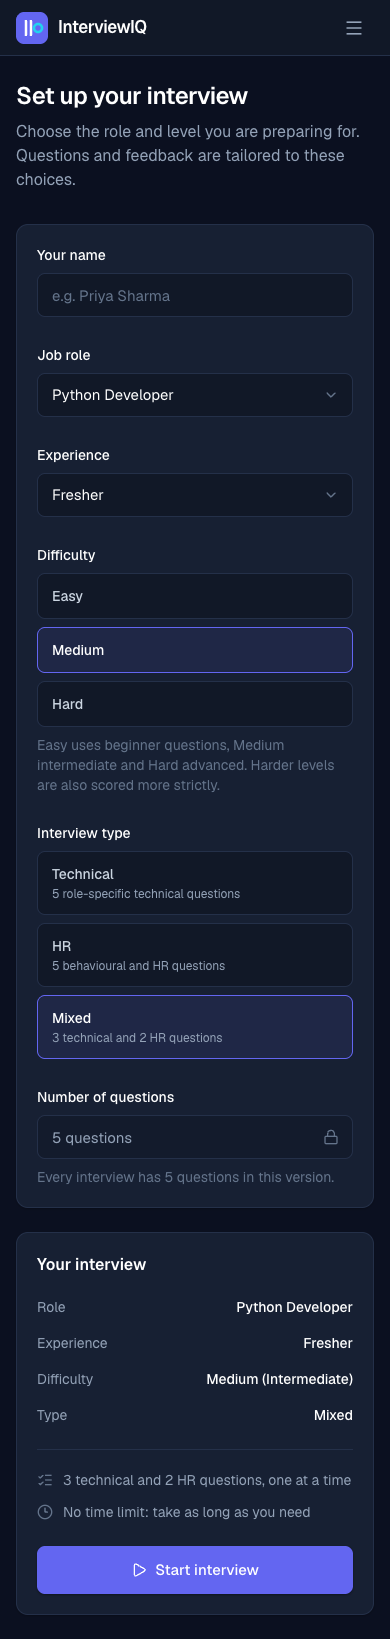 InterviewIQ
Set up your interview
Choose the role and level you are preparing for.
Questions and feedback are tailored to these
choices.
Your name
e.g. Priya Sharma
Job role
Python Developer
Experience
Fresher
Difficulty
Easy
Medium
Hard
Easy uses beginner questions, Medium
intermediate and Hard advanced. Harder levels
are also scored more strictly.
Interview type
Technical
5 role-specific technical questions
HR
5 behavioural and HR questions
Mixed
3 technical and 2 HR questions
Number of questions
5 questions
Every interview has 5 questions in this version.
Your interview
Role Python Developer
Experience Fresher
Difficulty Medium (Intermediate)
Type Mixed
3 technical and 2 HR questions, one at a time
No time limit: take as long as you need
Start interview